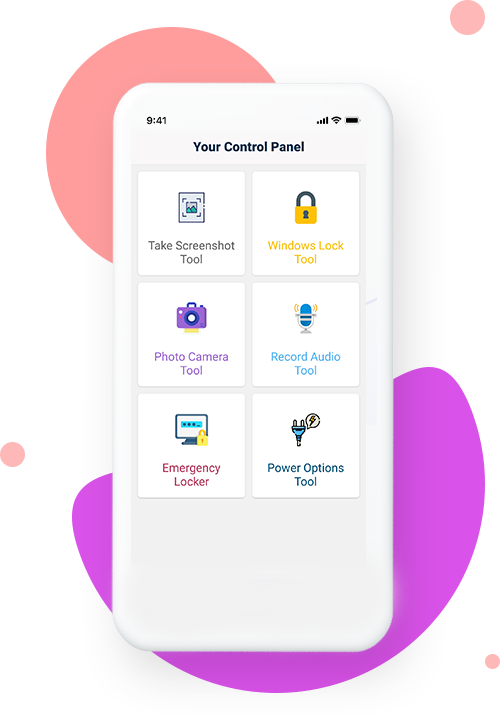 9:41
Your Control Panel
Take Screenshot
Tool
Windows Lock
Tool
Photo Camera
Tool
Record Audio
Tool
Emergency
Locker
Power Options
Tool